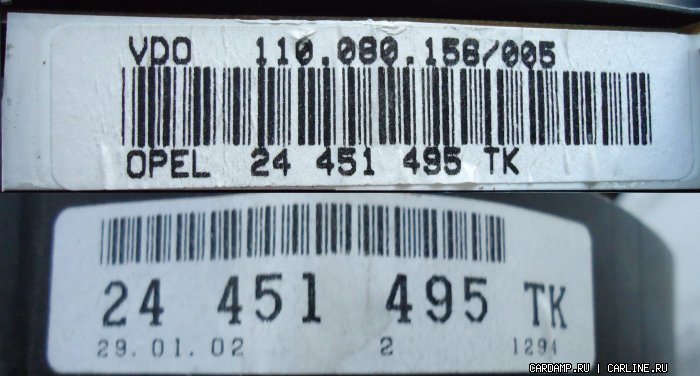 VDO 110.080.156/005
OPEL 24 451 495 TK
24 451 495 TK
29.01.02 2 1294
CARDAMP.RU | CARLINE.RU